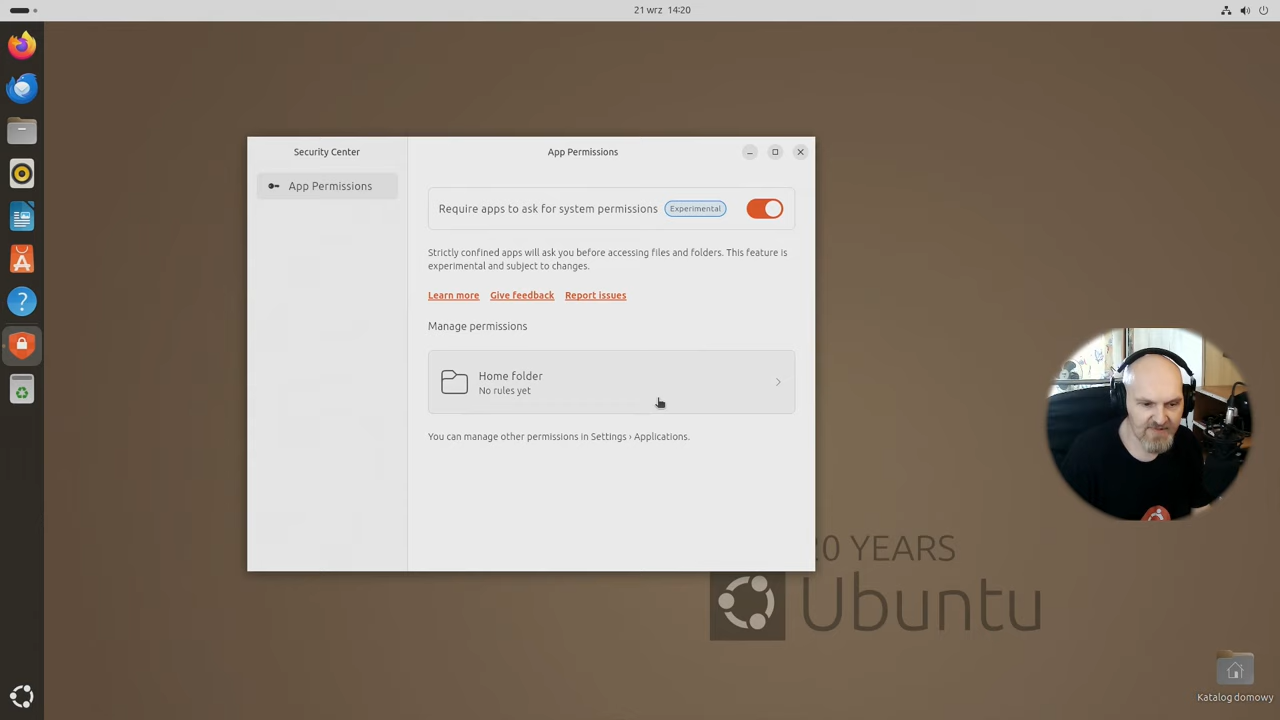 21 wrz 14:20
Security Center
App Permissions
App Permissions
Require apps to ask for system permissions Experimental
Strictly confined apps will ask you before accessing files and folders. This feature is
experimental and subject to changes.
Learn more Give feedback Report issues
Manage permissions
Home folder
No rules yet
You can manage other permissions in Settings › Applications.
0 YEARS
Ubuntu
Katalog domowy